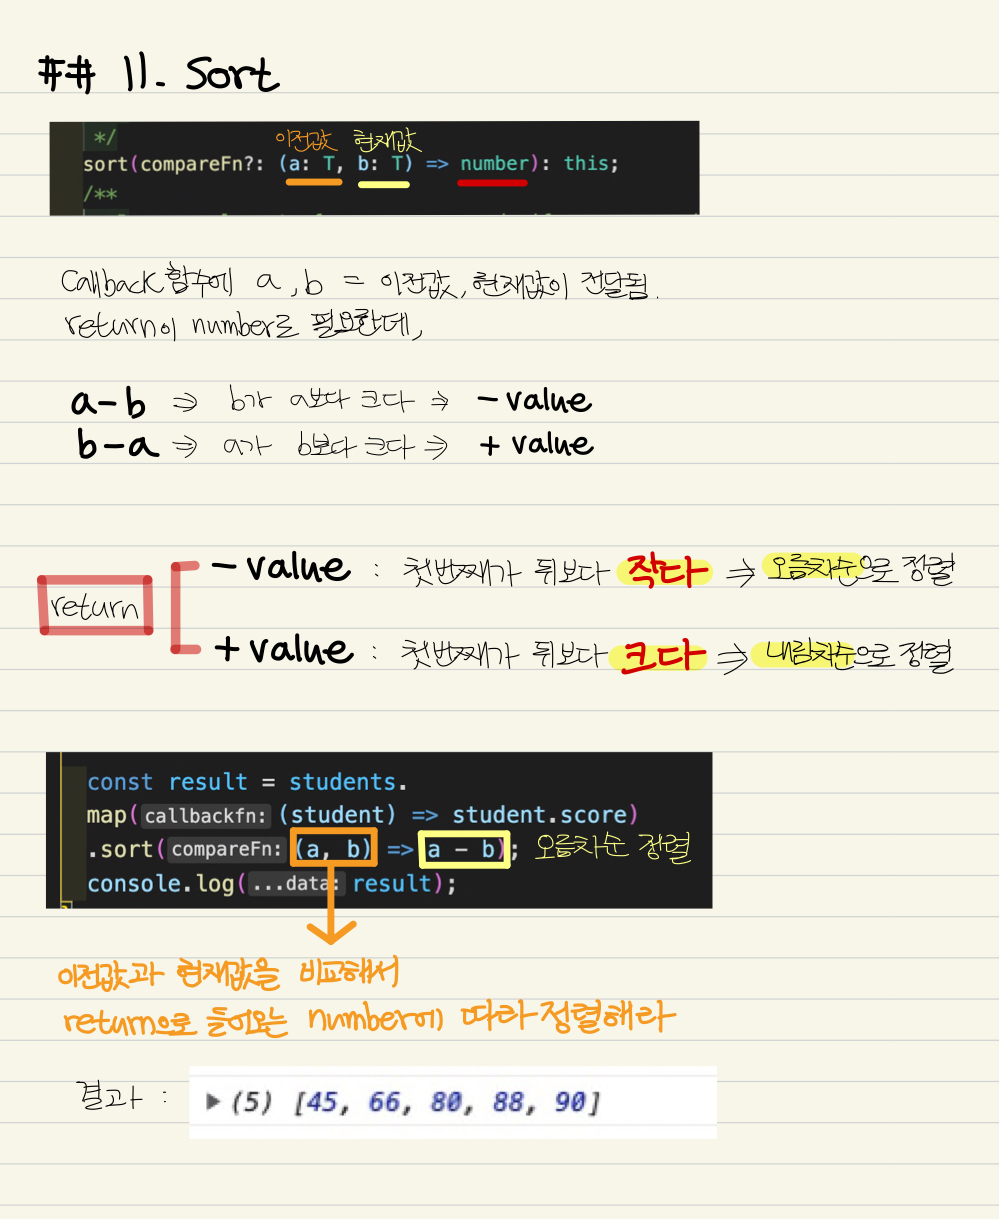 ## 11. Sort
*/
이전값 현재값
sort(compareFn?: (a: T, b: T) => number): this;
/**
Callback 함수에 a, b = 이전값, 현재값이 전달됨.
return이 number로 필요한데,
a-b ⇒ b가 a보다 크다 ⇒ - value
b-a ⇒ a가 b보다 크다 ⇒ + value
return
- value : 첫번째가 뒤보다 작다 ⇒ 오름차순으로 정렬
+ value : 첫번째가 뒤보다 크다 ⇒ 내림차순으로 정렬
const result = students.
map(callbackfn: (student) => student.score)
.sort(compareFn: (a, b) => a - b); 오름차순 정렬
console.log(...data: result);
이전값과 현재값을 비교해서
return으로 들어오는 number에 따라 정렬해라
결과 : ▶ (5) [45, 66, 80, 88, 90]